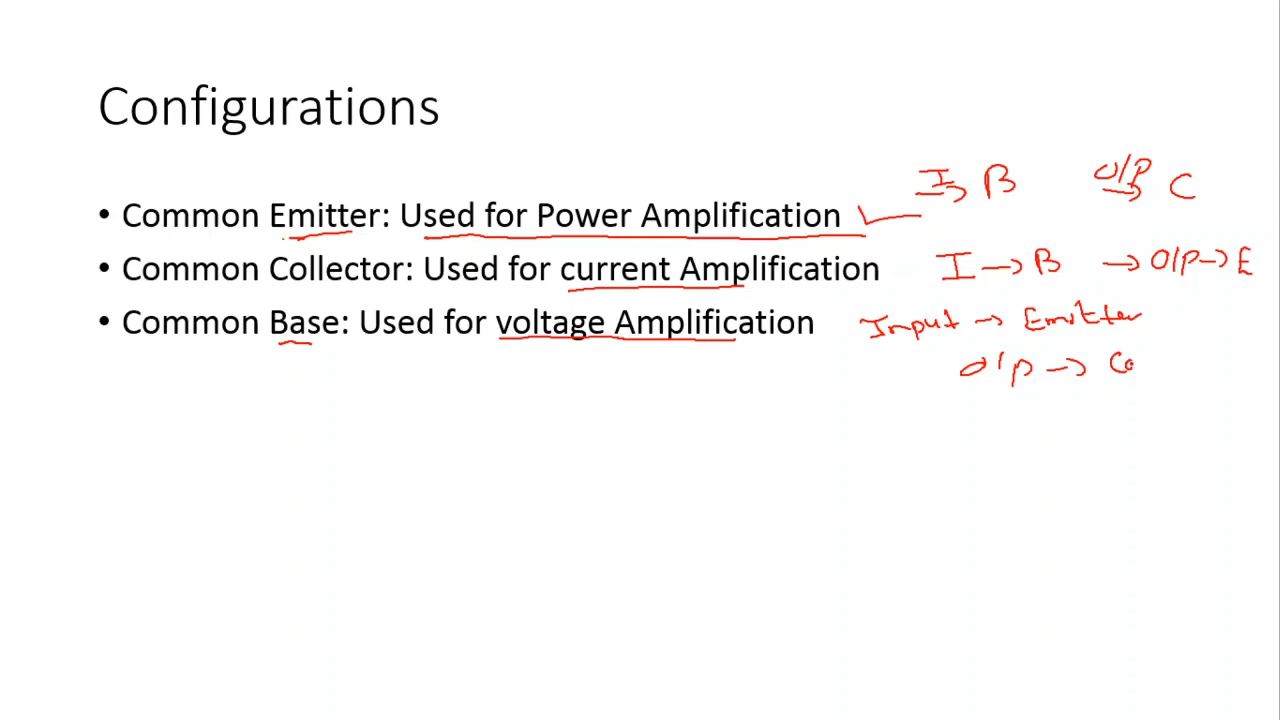 Configurations
I → B O/P → C
• Common Emitter: Used for Power Amplification
• Common Collector: Used for current Amplification I → B → O/P → E
• Common Base: Used for voltage Amplification Input → Emitter
O/P → Co